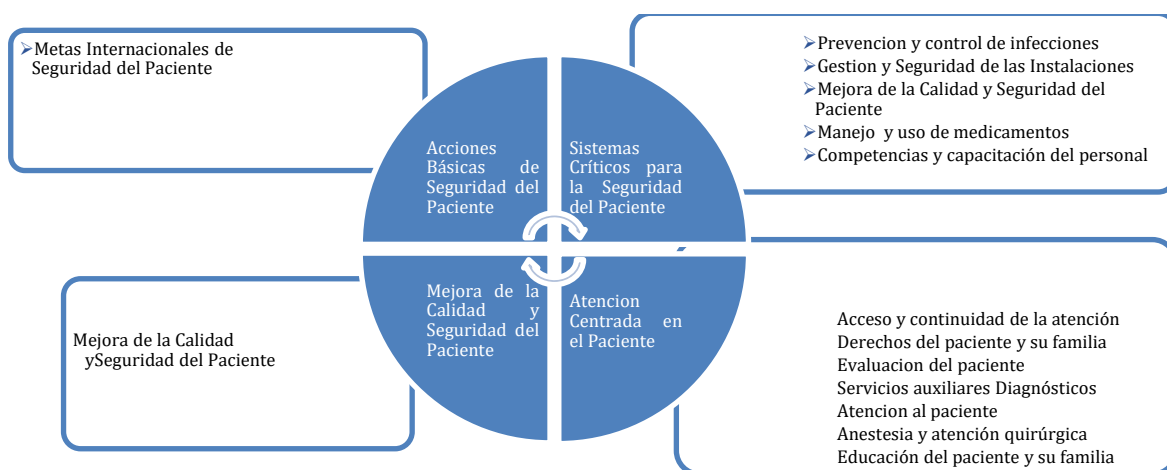 ➢Metas Internacionales de
Seguridad del Paciente
➢Prevencion y control de infecciones
➢Gestion y Seguridad de las Instalaciones
➢Mejora de la Calidad y Seguridad del
Paciente
➢Manejo y uso de medicamentos
➢Competencias y capacitación del personal
Acciones
Básicas de
Seguridad del
Paciente
Sistemas
Críticos para
la Seguridad
del Paciente
Mejora de la
Calidad y
Seguridad del
Paciente
Atencion
Centrada en
el Paciente
Mejora de la Calidad
ySeguridad del Paciente
Acceso y continuidad de la atención
Derechos del paciente y su familia
Evaluacion del paciente
Servicios auxiliares Diagnósticos
Atencion al paciente
Anestesia y atención quirúrgica
Educación del paciente y su familia